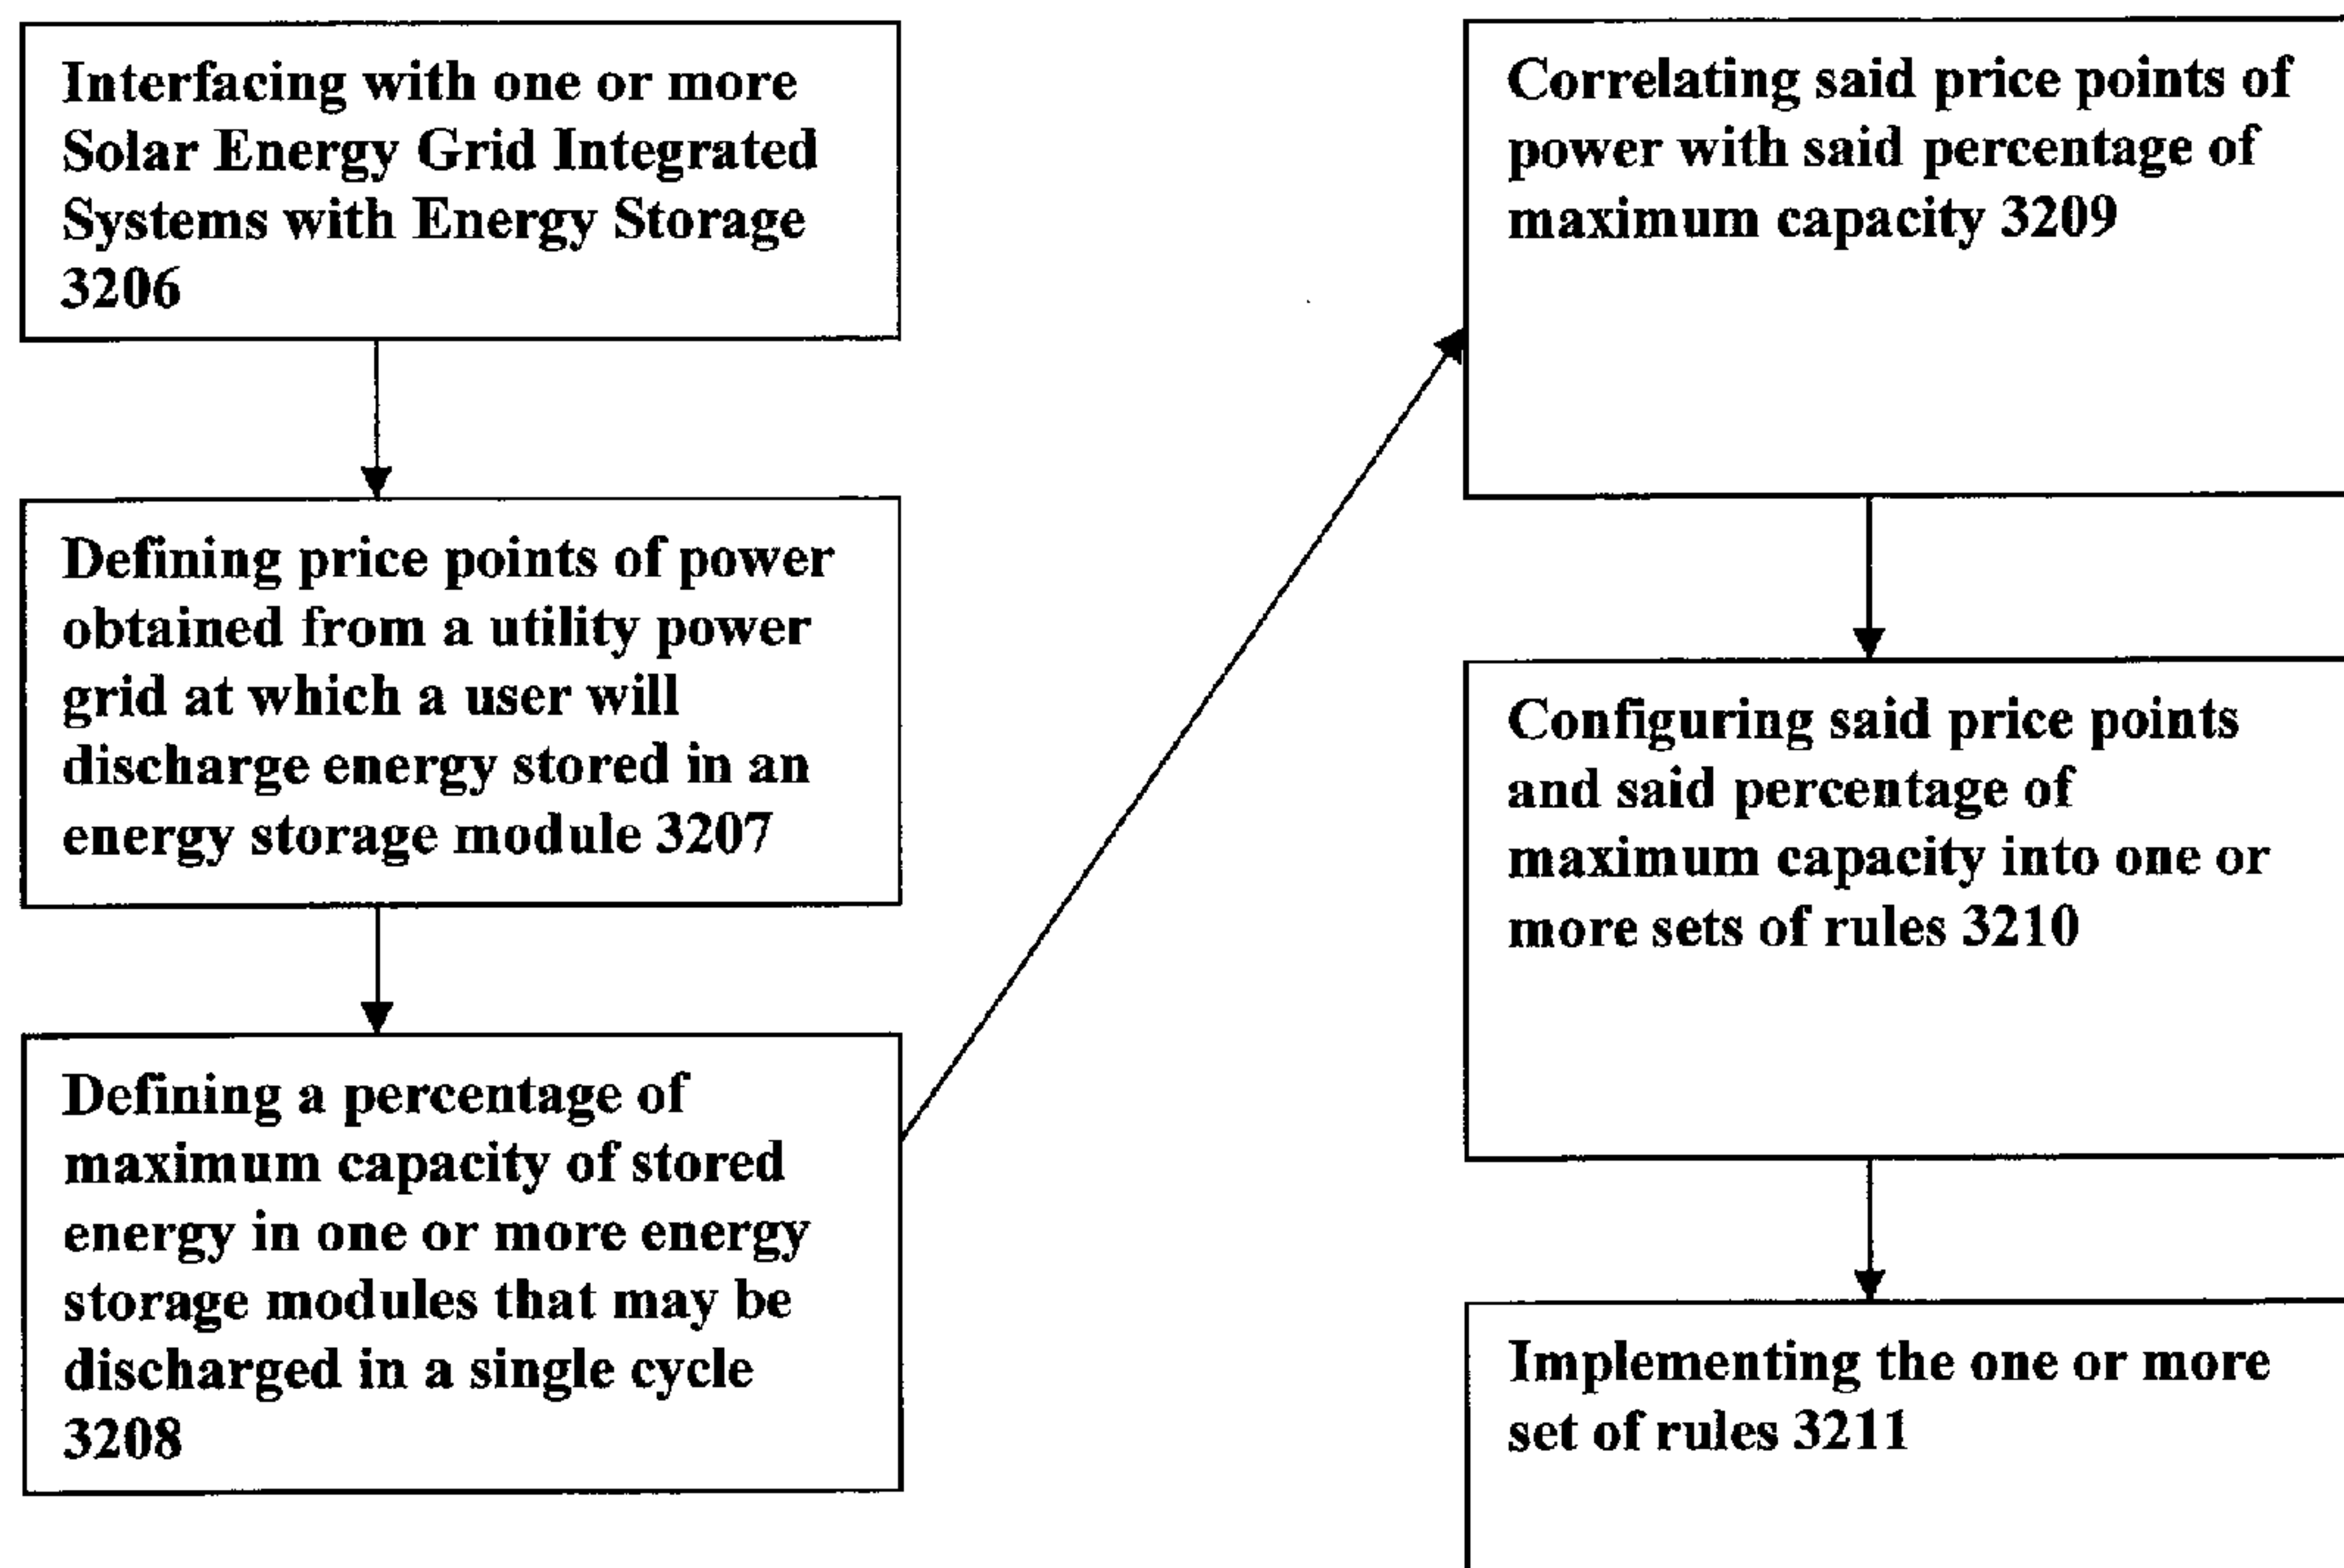 Interfacing with one or more
Solar Energy Grid Integrated
Systems with Energy Storage
3206
Defining price points of power
obtained from a utility power
grid at which a user will
discharge energy stored in an
energy storage module 3207
Defining a percentage of
maximum capacity of stored
energy in one or more energy
storage modules that may be
discharged in a single cycle
3208
Correlating said price points of
power with said percentage of
maximum capacity 3209
Configuring said price points
and said percentage of
maximum capacity into one or
more sets of rules 3210
Implementing the one or more
set of rules 3211